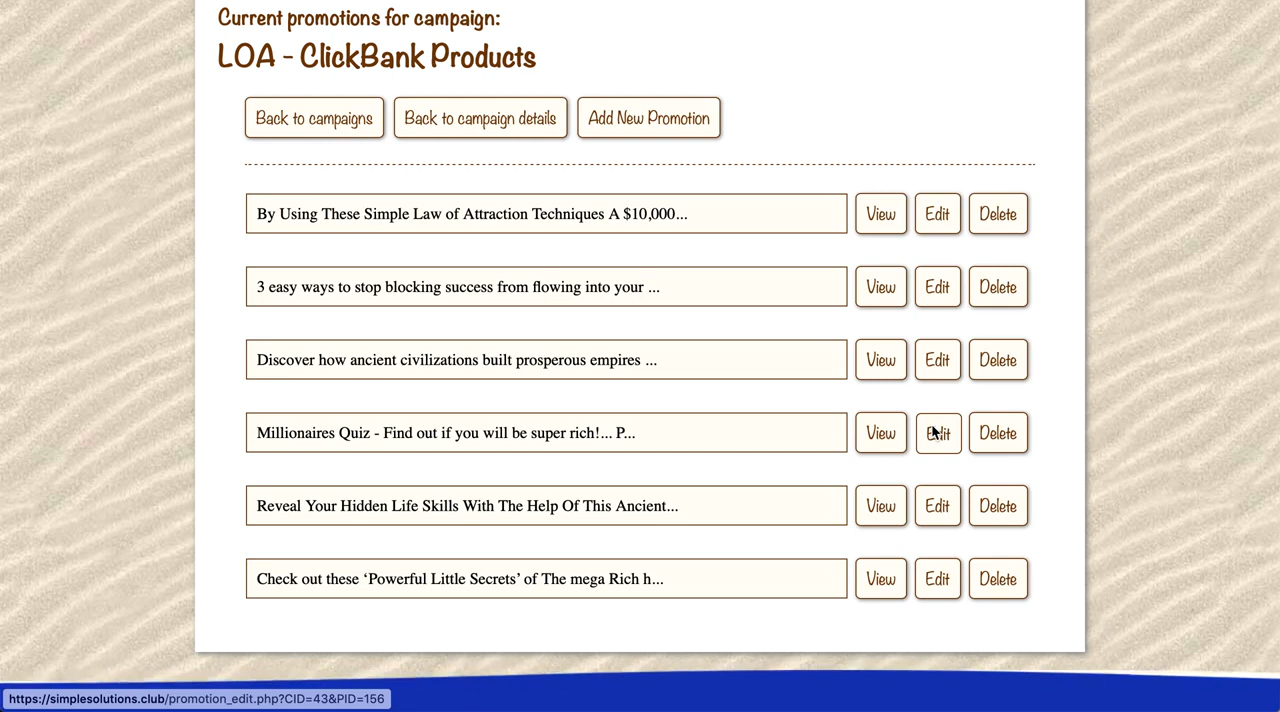 Current promotions for campaign:
LOA - ClickBank Products
Back to campaigns Back to campaign details Add New Promotion
By Using These Simple Law of Attraction Techniques A $10,000... View Edit Delete
3 easy ways to stop blocking success from flowing into your ... View Edit Delete
Discover how ancient civilizations built prosperous empires ... View Edit Delete
Millionaires Quiz - Find out if you will be super rich!... P... View Edit Delete
Reveal Your Hidden Life Skills With The Help Of This Ancient... View Edit Delete
Check out these ‘Powerful Little Secrets’ of The mega Rich h... View Edit Delete
https://simplesolutions.club/promotion_edit.php?CID=43&PID=156